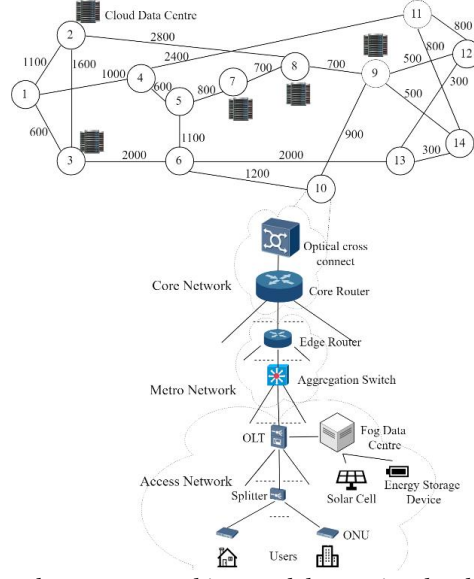 11
Cloud Data Centre
2
2800
800
2400
800
12
1100
1600
8
700
9
500
1000
4
700
7
600
800
5
500
300
1
600
1100
900
14
300
3
2000
6
2000
13
1200
10
Optical cross
connect
Core Network
Core Router
Edge Router
Aggregation Switch
Metro Network
OLT
Fog Data
Centre
Access Network
Energy Storage
Device
Splitter
Solar Cell
ONU
Users